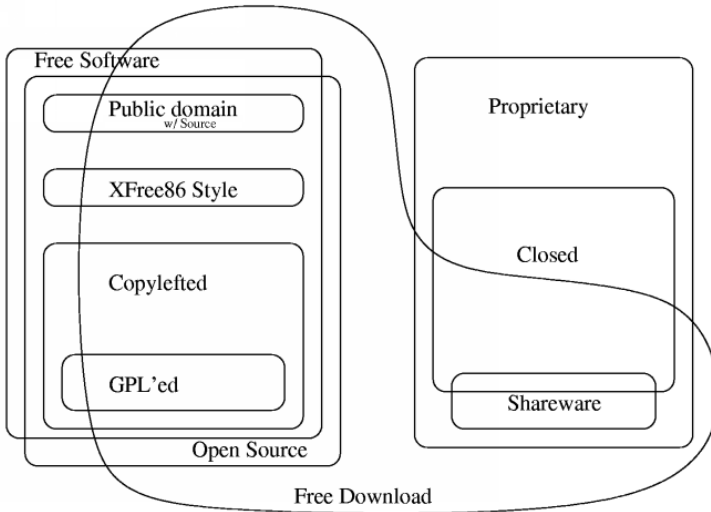 Free Software
Public domain
w/ Source
XFree86 Style
Copylefted
GPL'ed
Open Source
Proprietary
Closed
Shareware
Free Download